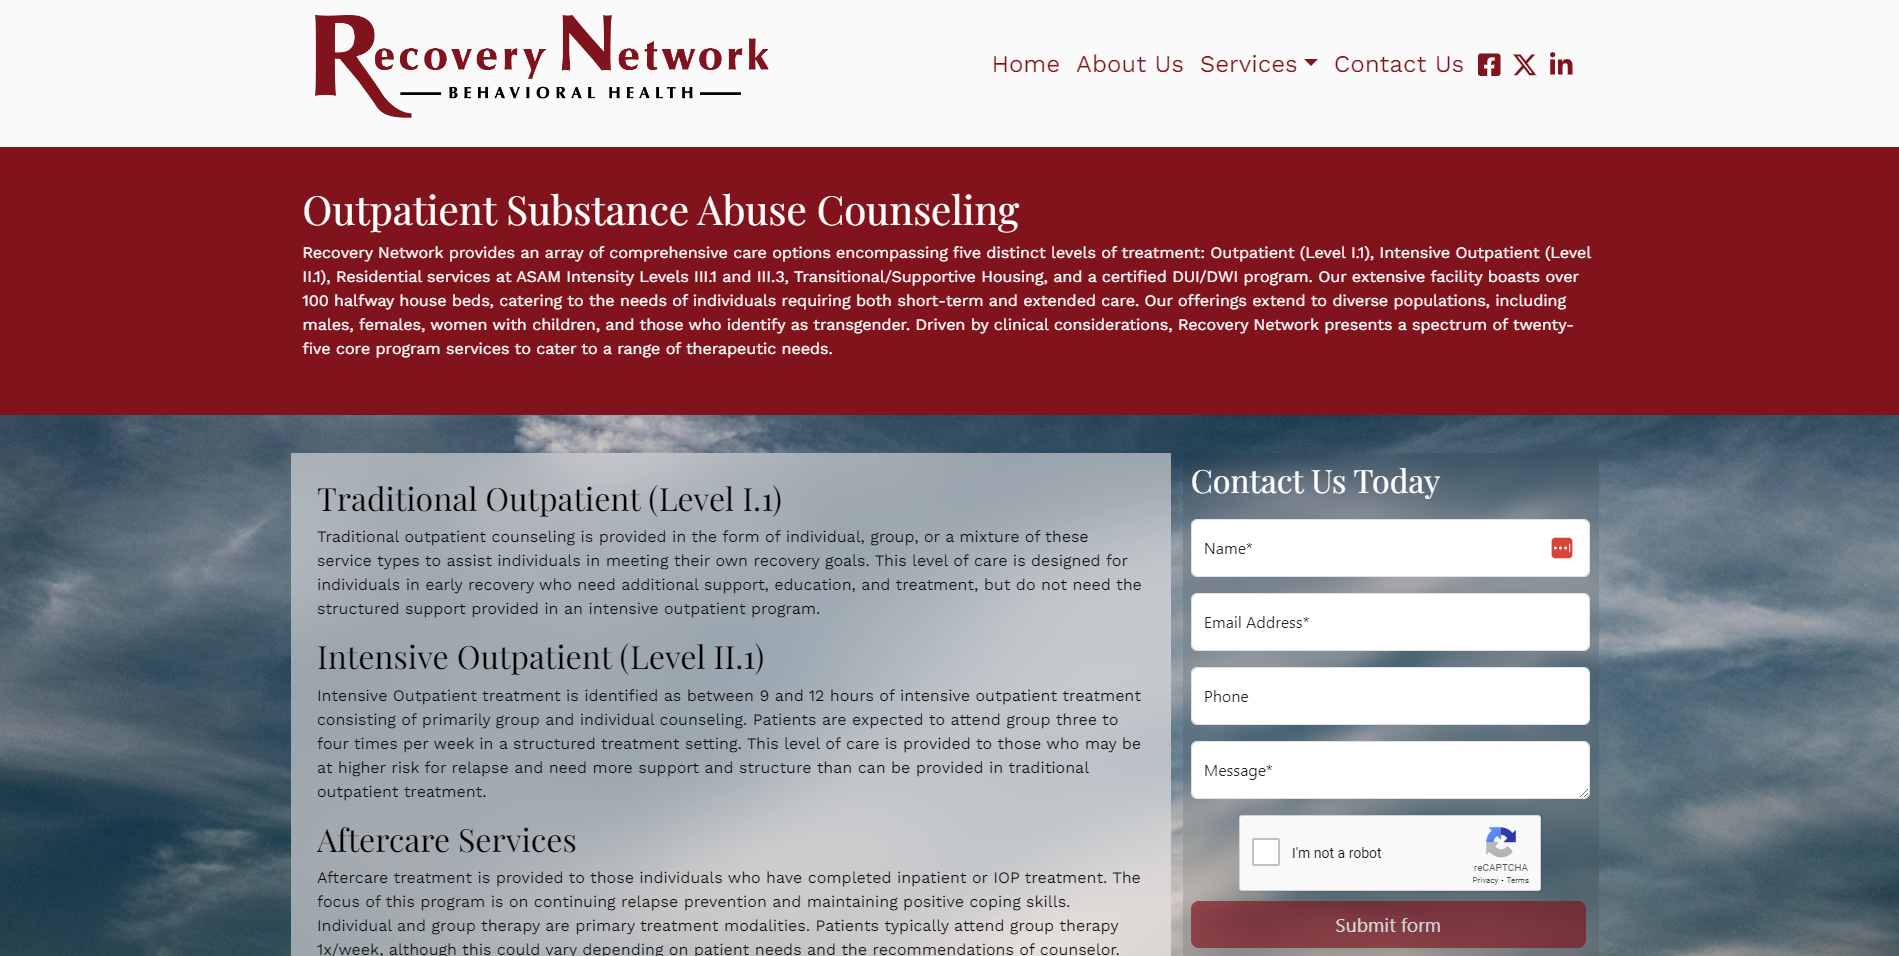 Recovery Network
BEHAVIORAL HEALTH
Home About Us Services Contact Us
Outpatient Substance Abuse Counseling
Recovery Network provides an array of comprehensive care options encompassing five distinct levels of treatment: Outpatient (Level I.1), Intensive Outpatient (Level
II.1), Residential services at ASAM Intensity Levels III.1 and III.3, Transitional/Supportive Housing, and a certified DUI/DWI program. Our extensive facility boasts over
100 halfway house beds, catering to the needs of individuals requiring both short-term and extended care. Our offerings extend to diverse populations, including
males, females, women with children, and those who identify as transgender. Driven by clinical considerations, Recovery Network presents a spectrum of twenty-
five core program services to cater to a range of therapeutic needs.
Traditional Outpatient (Level I.1)
Traditional outpatient counseling is provided in the form of individual, group, or a mixture of these
service types to assist individuals in meeting their own recovery goals. This level of care is designed for
individuals in early recovery who need additional support, education, and treatment, but do not need the
structured support provided in an intensive outpatient program.
Intensive Outpatient (Level II.1)
Intensive Outpatient treatment is identified as between 9 and 12 hours of intensive outpatient treatment
consisting of primarily group and individual counseling. Patients are expected to attend group three to
four times per week in a structured treatment setting. This level of care is provided to those who may be
at higher risk for relapse and need more support and structure than can be provided in traditional
outpatient treatment.
Aftercare Services
Aftercare treatment is provided to those individuals who have completed inpatient or IOP treatment. The
focus of this program is on continuing relapse prevention and maintaining positive coping skills.
Individual and group therapy are primary treatment modalities. Patients typically attend group therapy
1x/week, although this could vary depending on patient needs and the recommendations of counselor.
Contact Us Today
Name*
Email Address*
Phone
Message*
I'm not a robot
reCAPTCHA
Privacy - Terms
Submit form